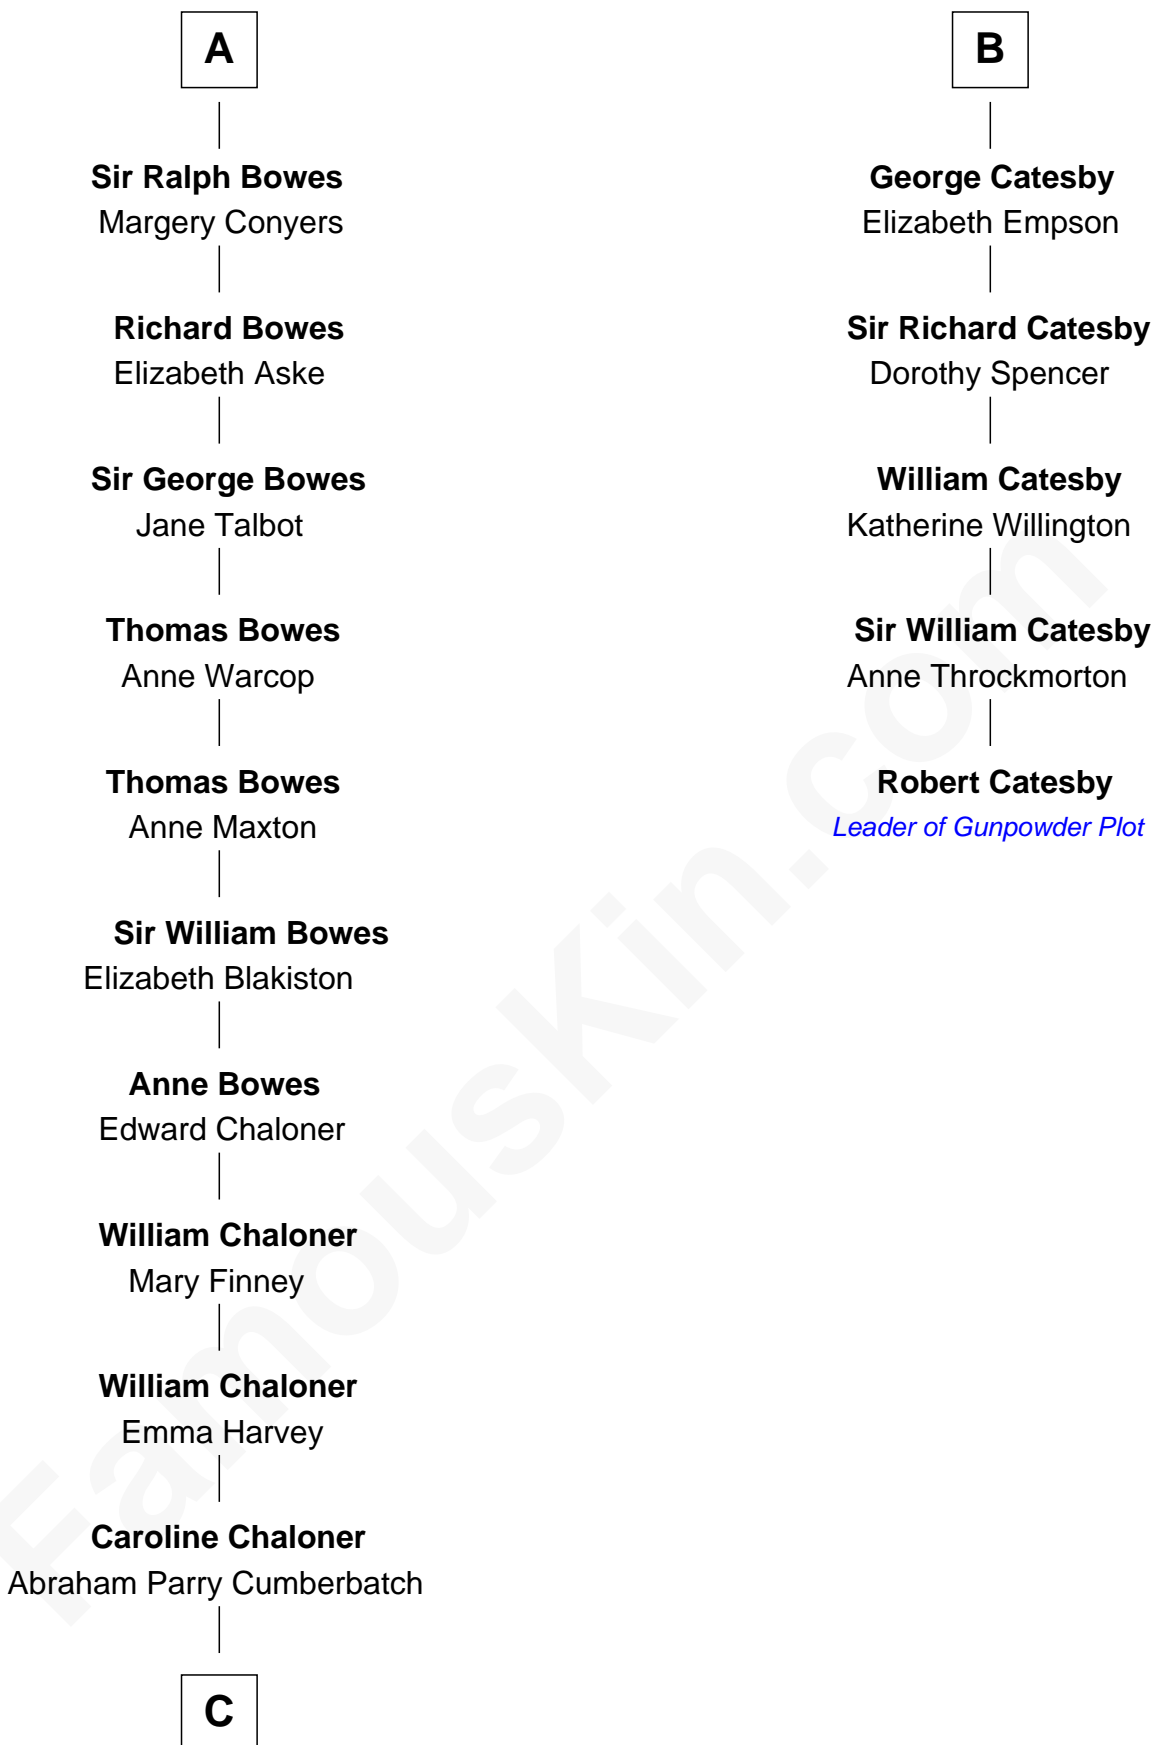 A
Sir Ralph Bowes
Margery Conyers
Richard Bowes
Elizabeth Aske
Sir George Bowes
Jane Talbot
Thomas Bowes
Anne Warcop
Thomas Bowes
Anne Maxton
Sir William Bowes
Elizabeth Blakiston
Anne Bowes
Edward Chaloner
William Chaloner
Mary Finney
William Chaloner
Emma Harvey
Caroline Chaloner
Abraham Parry Cumberbatch
C
B
George Catesby
Elizabeth Empson
Sir Richard Catesby
Dorothy Spencer
William Catesby
Katherine Willington
Sir William Catesby
Anne Throckmorton
Robert Catesby
Leader of Gunpowder Plot
FamousKin.com